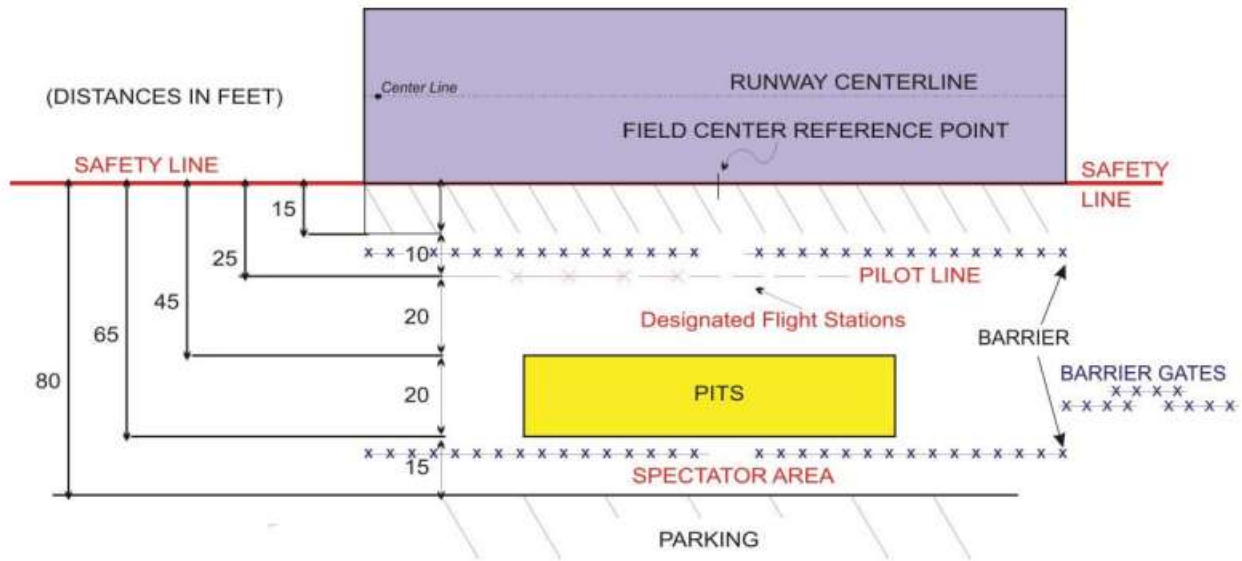 RUNWAY CENTERLINE
Center Line
(DISTANCES IN FEET)
FIELD CENTER REFERENCE POINT
SAFETY LINE
SAFETY
LINE
15
10
25
PILOT LINE
45
20
Designated Flight Stations
65
BARRIER
80
BARRIER GATES
20
PITS
15
SPECTATOR AREA
PARKING